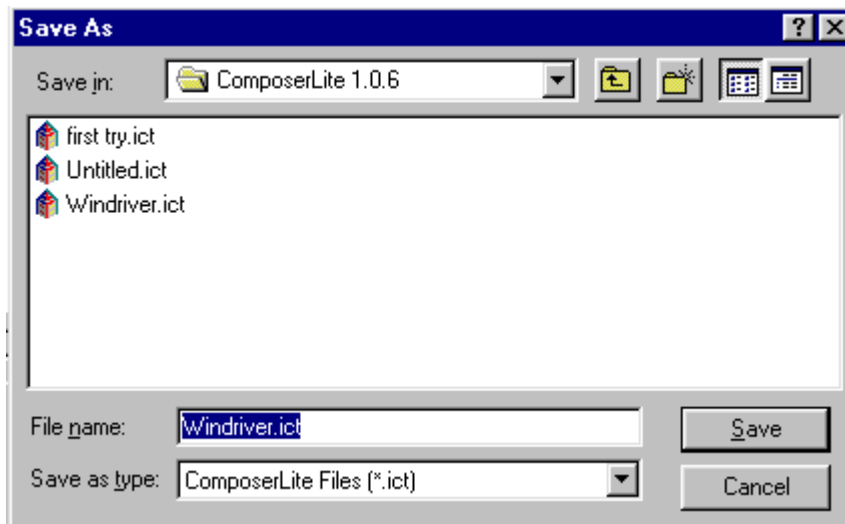 Save As
Save in: ComposerLite 1.0.6
first try.ict
Untitled.ict
Windriver.ict
File name: Windriver.ict Save
Save as type: ComposerLite Files (*.ict) Cancel